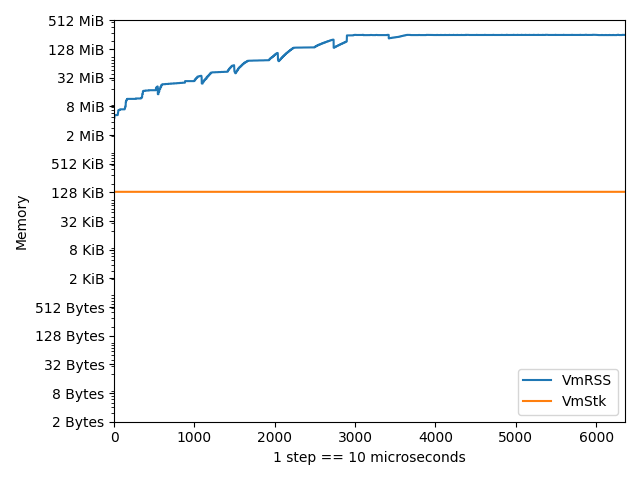 512 MiB
128 MiB
32 MiB
8 MiB
2 MiB
512 KiB
128 KiB
32 KiB
8 KiB
2 KiB
512 Bytes
128 Bytes
32 Bytes
8 Bytes
2 Bytes
Memory
VmRSS
VmStk
0 1000 2000 3000 4000 5000 6000
1 step == 10 microseconds